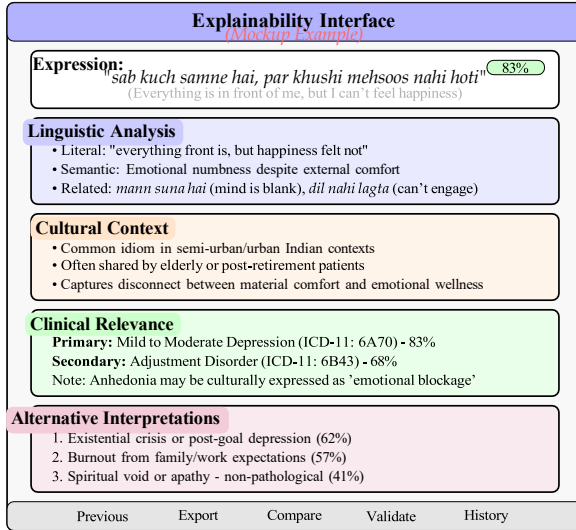 Explainability Interface
(Mockup Example)
Expression:
"sab kuch samne hai, par khushi mehsoos nahi hoti"
83%
(Everything is in front of me, but I can't feel happiness)
Linguistic Analysis
• Literal: "everything front is, but happiness felt not"
• Semantic: Emotional numbness despite external comfort
• Related: mann suna hai (mind is blank), dil nahi lagta (can't engage)
Cultural Context
• Common idiom in semi-urban/urban Indian contexts
• Often shared by elderly or post-retirement patients
• Captures disconnect between material comfort and emotional wellness
Clinical Relevance
Primary: Mild to Moderate Depression (ICD-11: 6A70) - 83%
Secondary: Adjustment Disorder (ICD-11: 6B43) - 68%
Note: Anhedonia may be culturally expressed as 'emotional blockage'
Alternative Interpretations
1. Existential crisis or post-goal depression (62%)
2. Burnout from family/work expectations (57%)
3. Spiritual void or apathy - non-pathological (41%)
Previous Export Compare Validate History